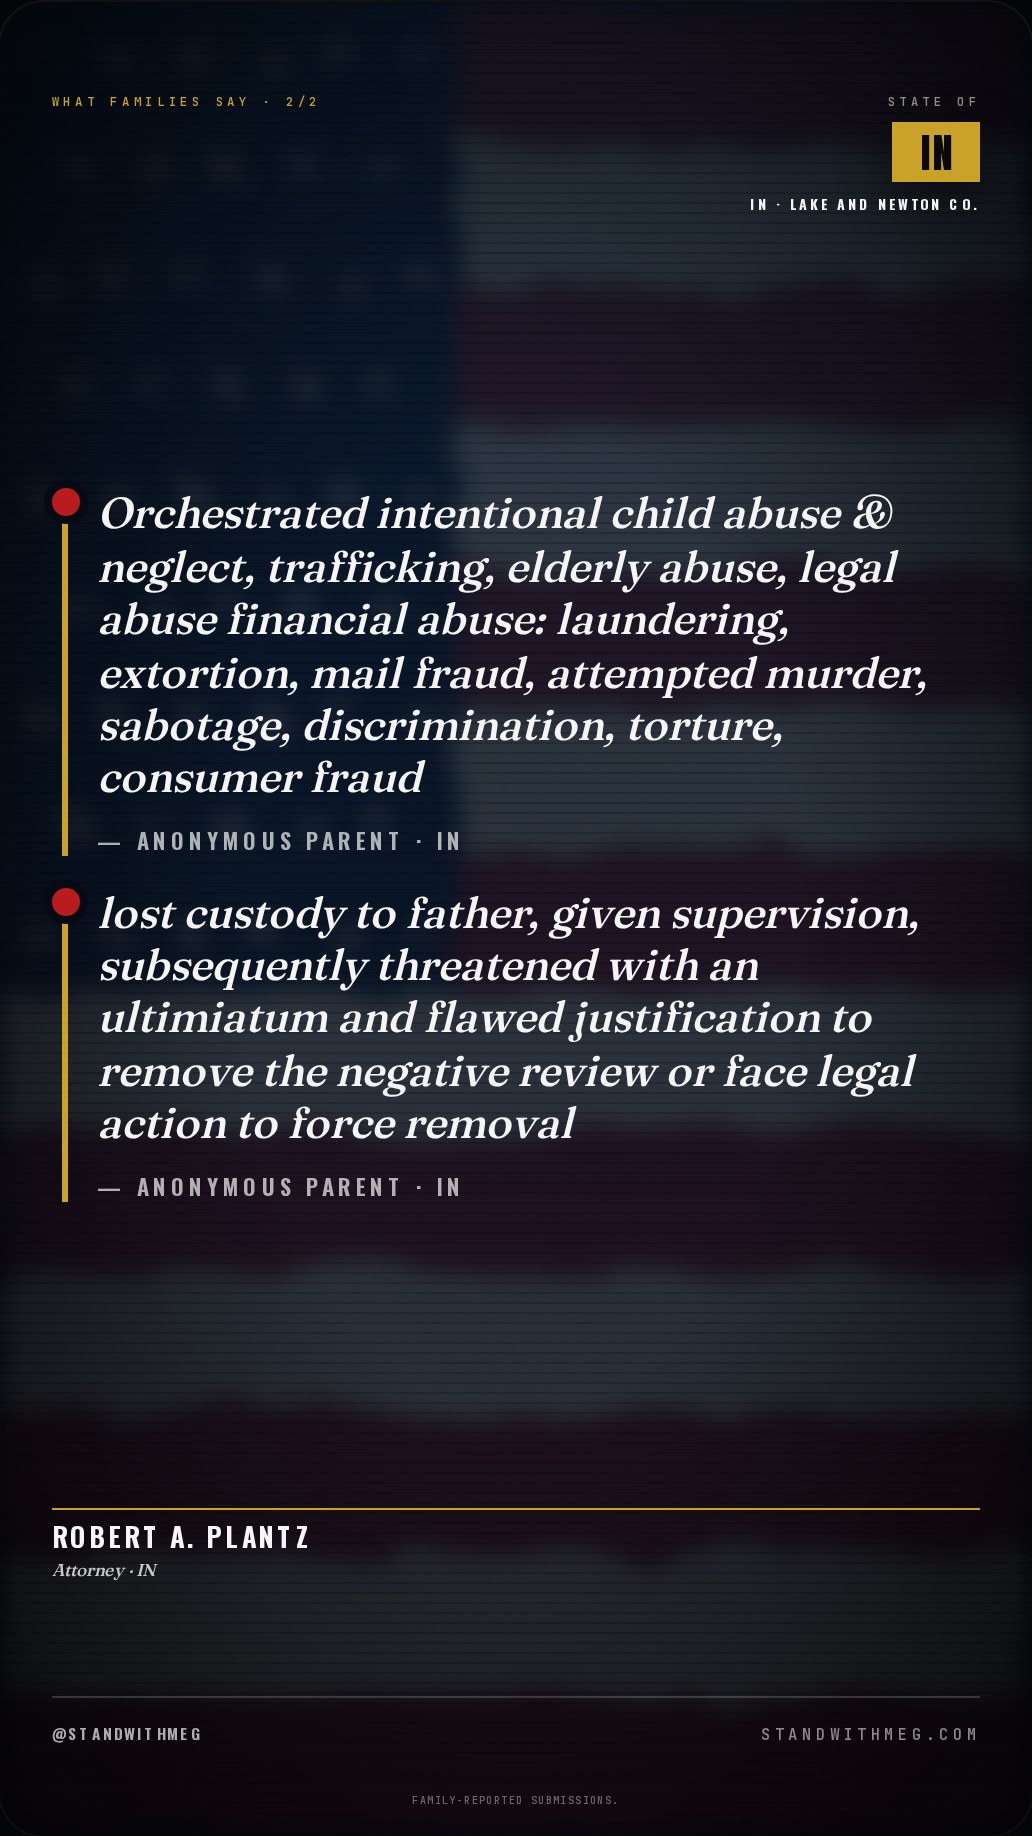 WHAT FAMILIES SAY · 2/2
STATE OF
IN
IN · LAKE AND NEWTON CO.
Orchestrated intentional child abuse &
neglect, trafficking, elderly abuse, legal
abuse financial abuse: laundering,
extortion, mail fraud, attempted murder,
sabotage, discrimination, torture,
consumer fraud
— ANONYMOUS PARENT · IN
lost custody to father, given supervision,
subsequently threatened with an
ultimiatum and flawed justification to
remove the negative review or face legal
action to force removal
— ANONYMOUS PARENT · IN
ROBERT A. PLANTZ
Attorney · IN
@STANDWITHMEG
STANDWITHMEG.COM
FAMILY-REPORTED SUBMISSIONS.